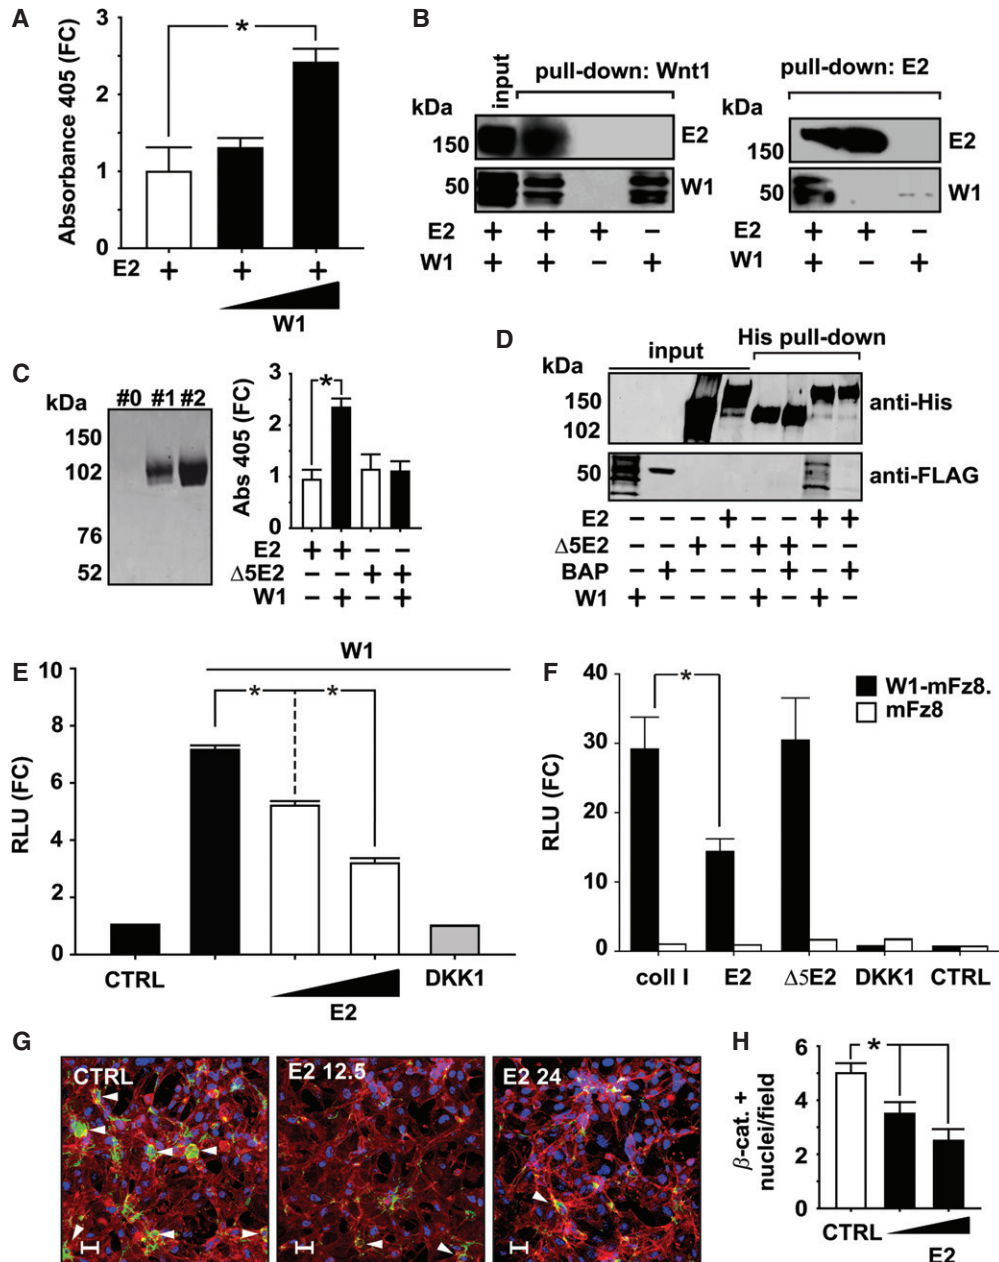 A
Absorbance 405 (FC)
3
2
1
0
*
E2 + + +
W1
B
kDa
input
pull-down: Wnt1
150
E2
50
W1
E2 + + + −
W1 + + − +
pull-down: E2
kDa
150
E2
50
W1
E2 + + −
W1 + − +
C
kDa
#0 #1 #2
150
102
76
52
Abs 405 (FC)
3
2
1
0
*
E2 + + − −
Δ5E2 − − + +
W1 − + − +
D
kDa
input
His pull-down
150
102
anti-His
50
anti-FLAG
E2 − − − + − − + +
Δ5E2 − − + − + + − −
BAP − + − − − + − +
W1 + − − − + − + −
E
W1
RLU (FC)
10
8
6
4
2
0
* *
CTRL
E2
DKK1
F
RLU (FC)
40
30
20
10
0
*
W1-mFz8.
mFz8
coll I E2 Δ5E2 DKK1 CTRL
G
CTRL
E2 12.5
E2 24
H
β-cat. +
nuclei/field
6
4
2
0
*
CTRL
E2